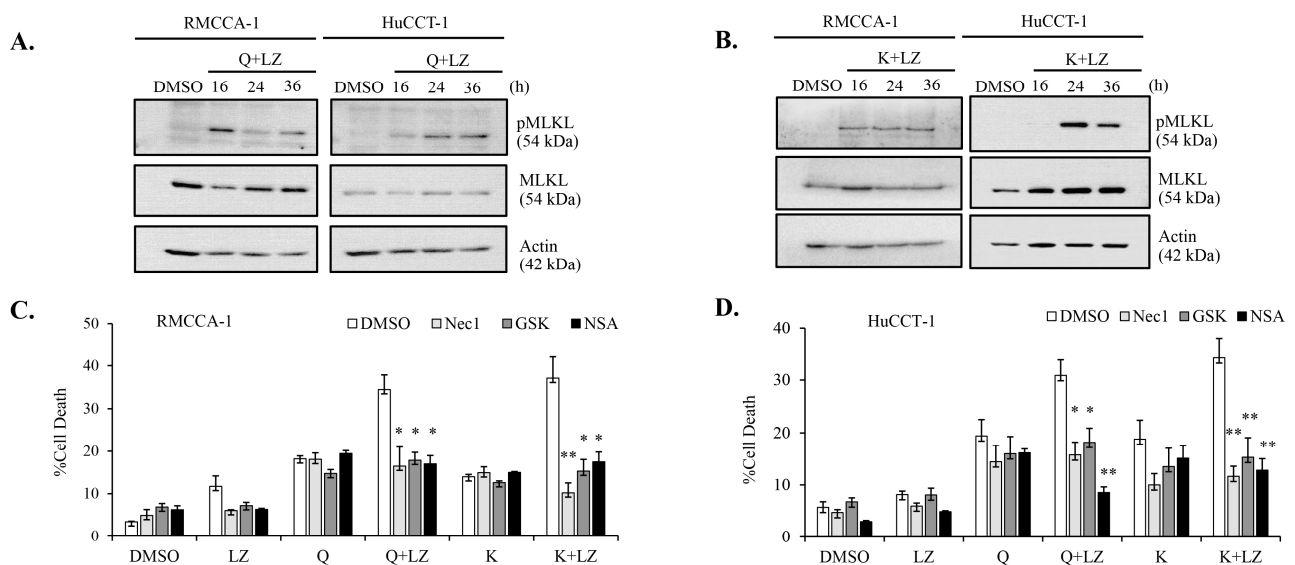 A.
RMCCA-1 HuCCT-1
Q+LZ Q+LZ
DMSO 16 24 36 DMSO 16 24 36 (h)
pMLKL
(54 kDa)
MLKL
(54 kDa)
Actin
(42 kDa)
B.
RMCCA-1 HuCCT-1
K+LZ K+LZ
DMSO 16 24 36 DMSO 16 24 36 (h)
pMLKL
(54 kDa)
MLKL
(54 kDa)
Actin
(42 kDa)
C.
RMCCA-1
DMSO Nec1 GSK NSA
%Cell Death
50
40
30
20
10
0
* * *
** * *
DMSO LZ Q Q+LZ K K+LZ
D.
HuCCT-1
DMSO Nec1 GSK NSA
%Cell Death
40
30
20
10
0
* * **
** ** **
DMSO LZ Q Q+LZ K K+LZ